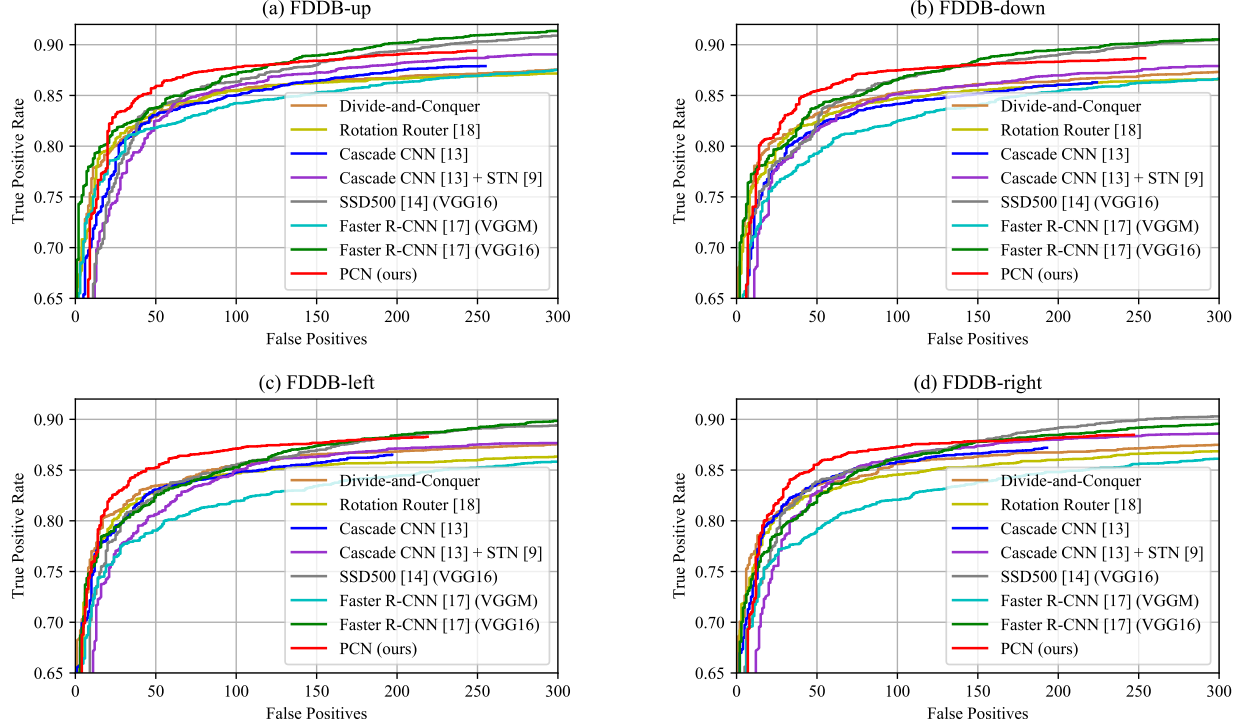 (a) FDDB-up
True Positive Rate
0.90
0.85
0.80
0.75
0.70
0.65
Divide-and-Conquer
Rotation Router [18]
Cascade CNN [13]
Cascade CNN [13] + STN [9]
SSD500 [14] (VGG16)
Faster R-CNN [17] (VGGM)
Faster R-CNN [17] (VGG16)
PCN (ours)
0 50 100 150 200 250 300
False Positives
(b) FDDB-down
True Positive Rate
0.90
0.85
0.80
0.75
0.70
0.65
Divide-and-Conquer
Rotation Router [18]
Cascade CNN [13]
Cascade CNN [13] + STN [9]
SSD500 [14] (VGG16)
Faster R-CNN [17] (VGGM)
Faster R-CNN [17] (VGG16)
PCN (ours)
0 50 100 150 200 250 300
False Positives
(c) FDDB-left
True Positive Rate
0.90
0.85
0.80
0.75
0.70
0.65
Divide-and-Conquer
Rotation Router [18]
Cascade CNN [13]
Cascade CNN [13] + STN [9]
SSD500 [14] (VGG16)
Faster R-CNN [17] (VGGM)
Faster R-CNN [17] (VGG16)
PCN (ours)
0 50 100 150 200 250 300
False Positives
(d) FDDB-right
True Positive Rate
0.90
0.85
0.80
0.75
0.70
0.65
Divide-and-Conquer
Rotation Router [18]
Cascade CNN [13]
Cascade CNN [13] + STN [9]
SSD500 [14] (VGG16)
Faster R-CNN [17] (VGGM)
Faster R-CNN [17] (VGG16)
PCN (ours)
0 50 100 150 200 250 300
False Positives